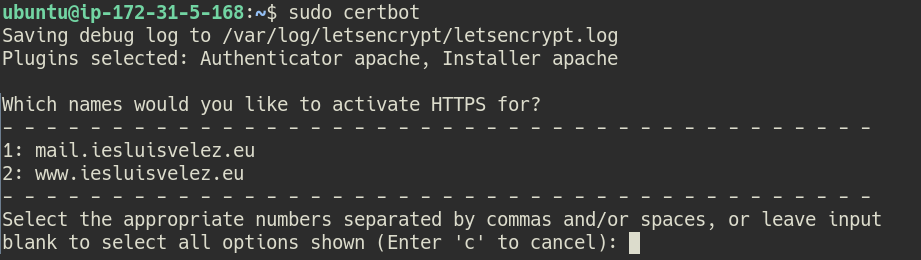 ubuntu@ip-172-31-5-168:~$ sudo certbot
Saving debug log to /var/log/letsencrypt/letsencrypt.log
Plugins selected: Authenticator apache, Installer apache
Which names would you like to activate HTTPS for?
- - - - - - - - - - - - - - - - - - - - - - - - - - - - - - - - - - - - - - - -
1: mail.iesluisvelez.eu
2: www.iesluisvelez.eu
- - - - - - - - - - - - - - - - - - - - - - - - - - - - - - - - - - - - - - - -
Select the appropriate numbers separated by commas and/or spaces, or leave input
blank to select all options shown (Enter 'c' to cancel):